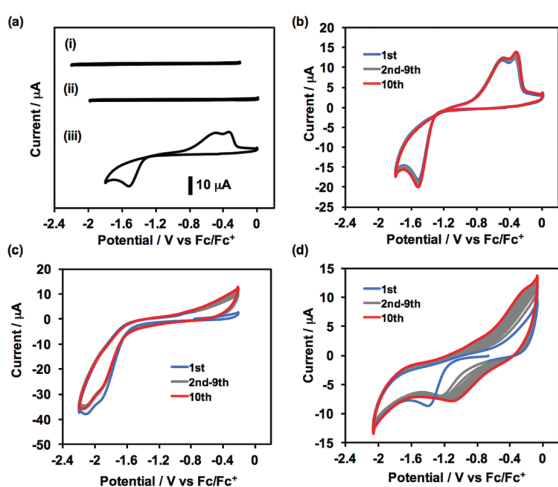 (a)
(i)
(ii)
(iii)
10 μA
Current / μA
-2.4 -2 -1.6 -1.2 -0.8 -0.4 0
Potential / V vs Fc/Fc⁺
(b)
20
15
10
5
0
-5
-10
-15
-20
-25
1st
2nd-9th
10th
Current / μA
-2.4 -2 -1.6 -1.2 -0.8 -0.4 0
Potential / V vs Fc/Fc⁺
(c)
20
10
0
-10
-20
-30
-40
-50
1st
2nd-9th
10th
Current / μA
-2.4 -2 -1.6 -1.2 -0.8 -0.4 0
Potential / V vs Fc/Fc⁺
(d)
15
10
5
0
5
10
15
1st
2nd-9th
10th
Current / μA
-2.4 -2 -1.6 -1.2 -0.8 -0.4 0
Potential / V vs Fc/Fc⁺